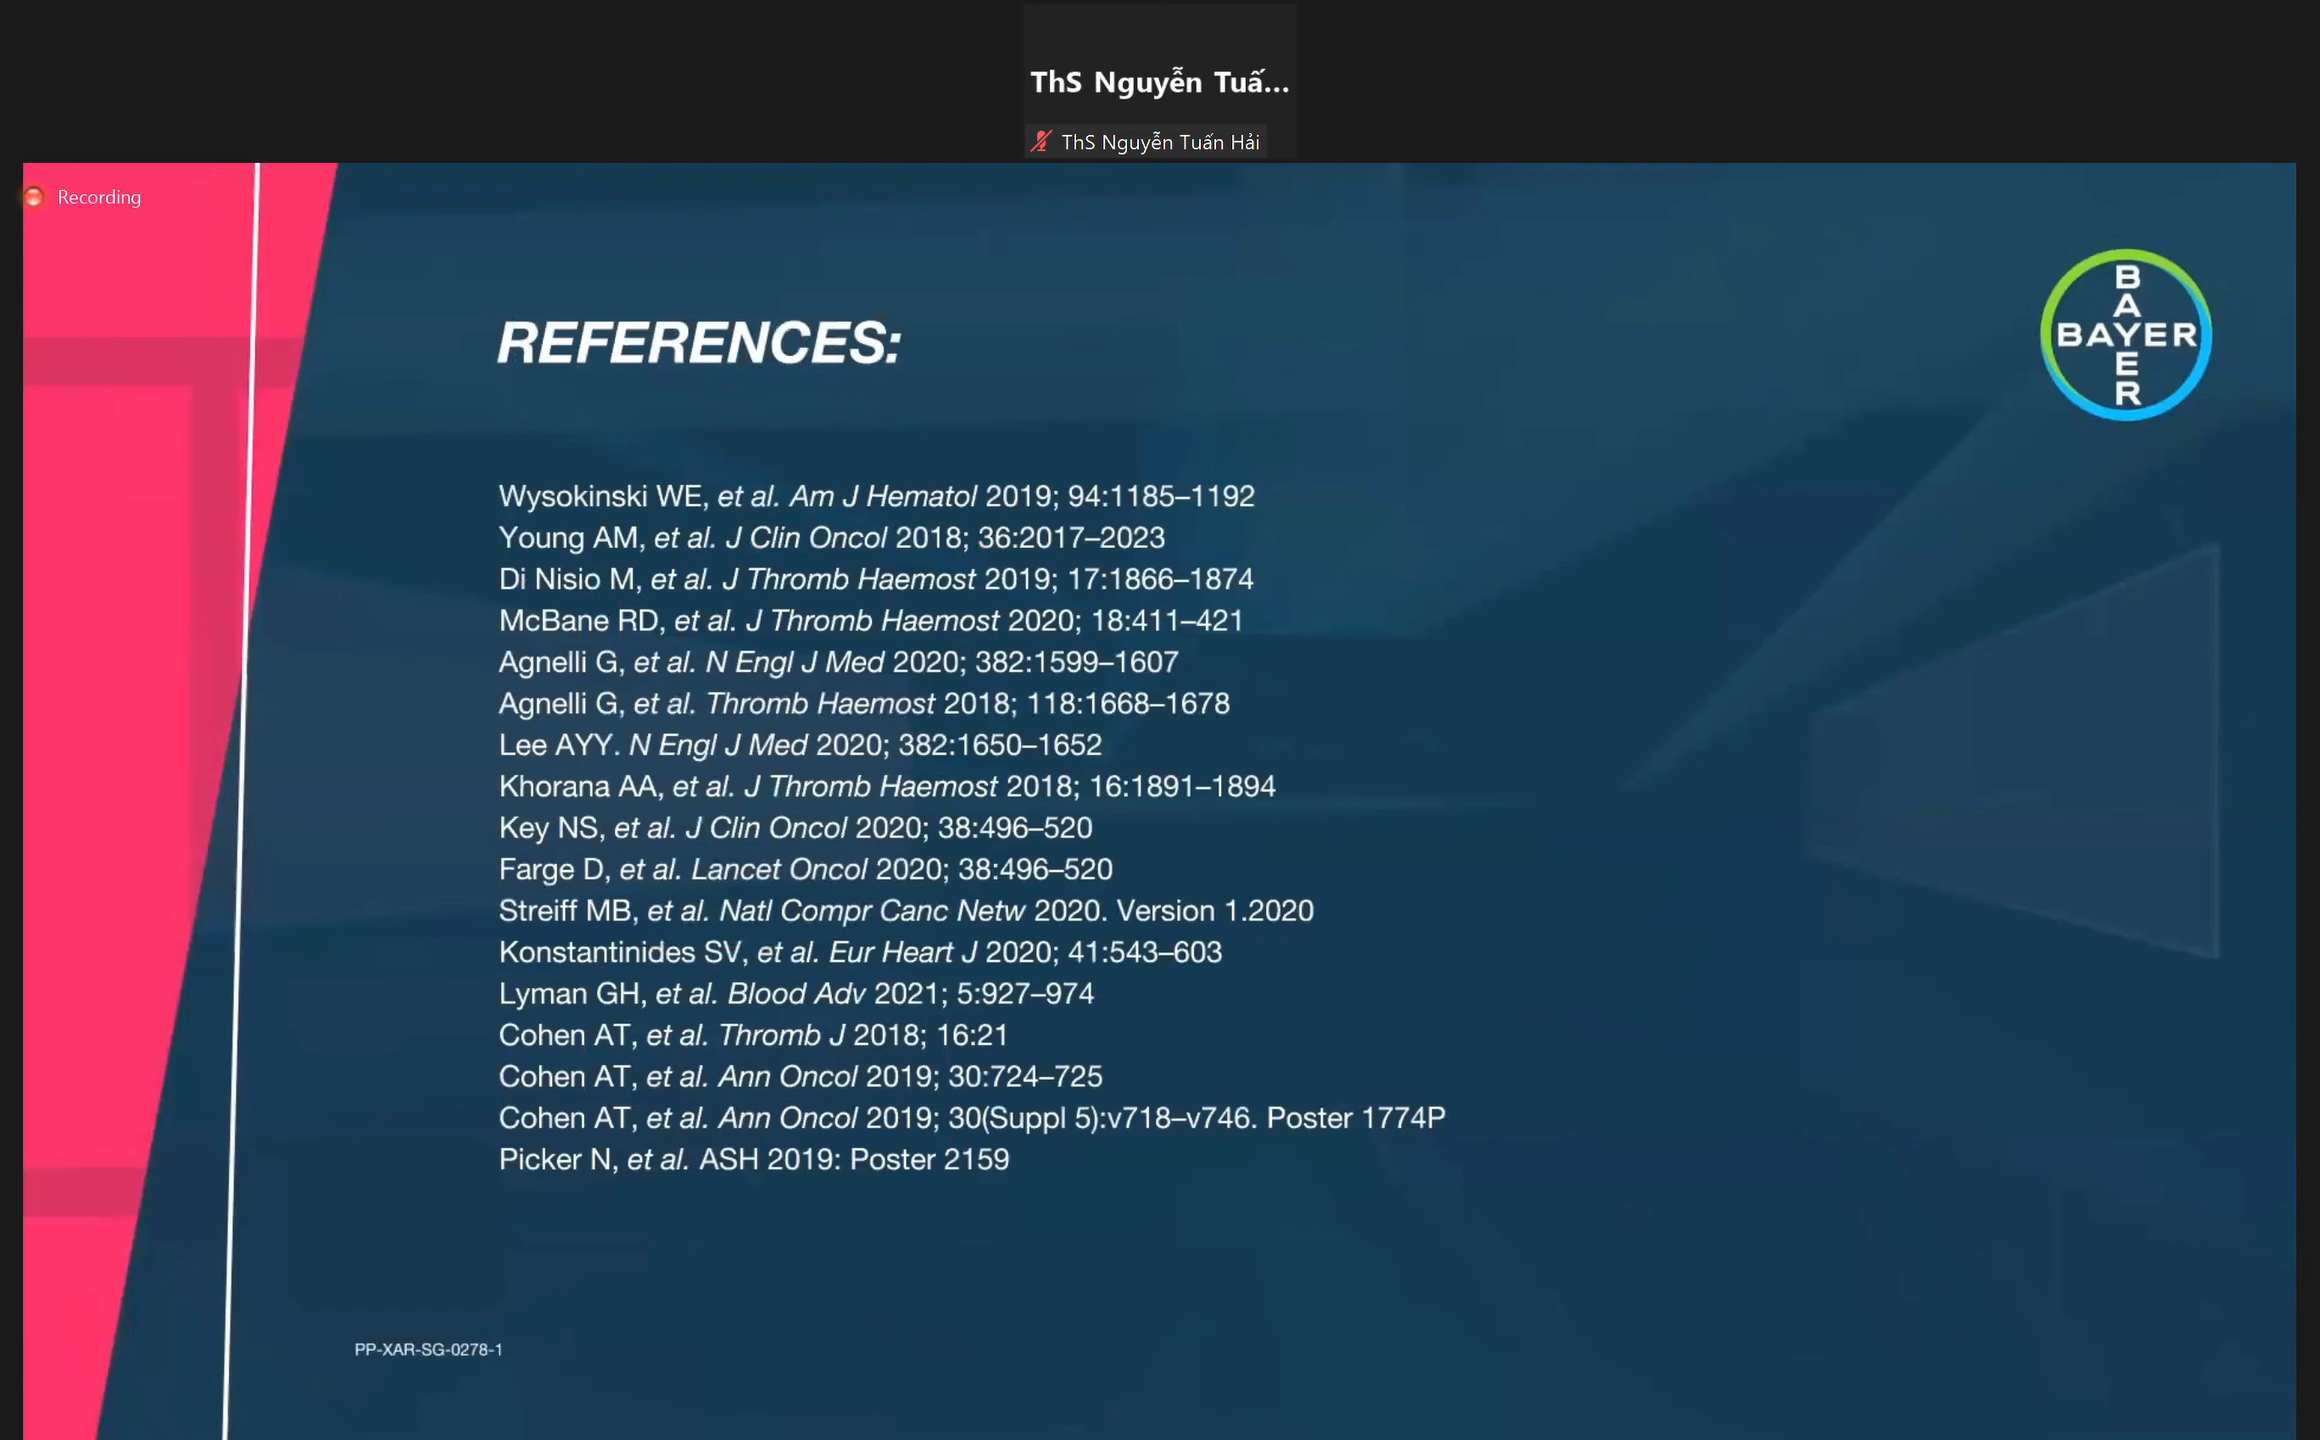 ThS Nguyễn Tuấ...
ThS Nguyễn Tuấn Hải
Recording
BAYER
BAYER
REFERENCES:
Wysokinski WE, et al. Am J Hematol 2019; 94:1185–1192
Young AM, et al. J Clin Oncol 2018; 36:2017–2023
Di Nisio M, et al. J Thromb Haemost 2019; 17:1866–1874
McBane RD, et al. J Thromb Haemost 2020; 18:411–421
Agnelli G, et al. N Engl J Med 2020; 382:1599–1607
Agnelli G, et al. Thromb Haemost 2018; 118:1668–1678
Lee AYY. N Engl J Med 2020; 382:1650–1652
Khorana AA, et al. J Thromb Haemost 2018; 16:1891–1894
Key NS, et al. J Clin Oncol 2020; 38:496–520
Farge D, et al. Lancet Oncol 2020; 38:496–520
Streiff MB, et al. Natl Compr Canc Netw 2020. Version 1.2020
Konstantinides SV, et al. Eur Heart J 2020; 41:543–603
Lyman GH, et al. Blood Adv 2021; 5:927–974
Cohen AT, et al. Thromb J 2018; 16:21
Cohen AT, et al. Ann Oncol 2019; 30:724–725
Cohen AT, et al. Ann Oncol 2019; 30(Suppl 5):v718–v746. Poster 1774P
Picker N, et al. ASH 2019: Poster 2159
PP-XAR-SG-0278-1